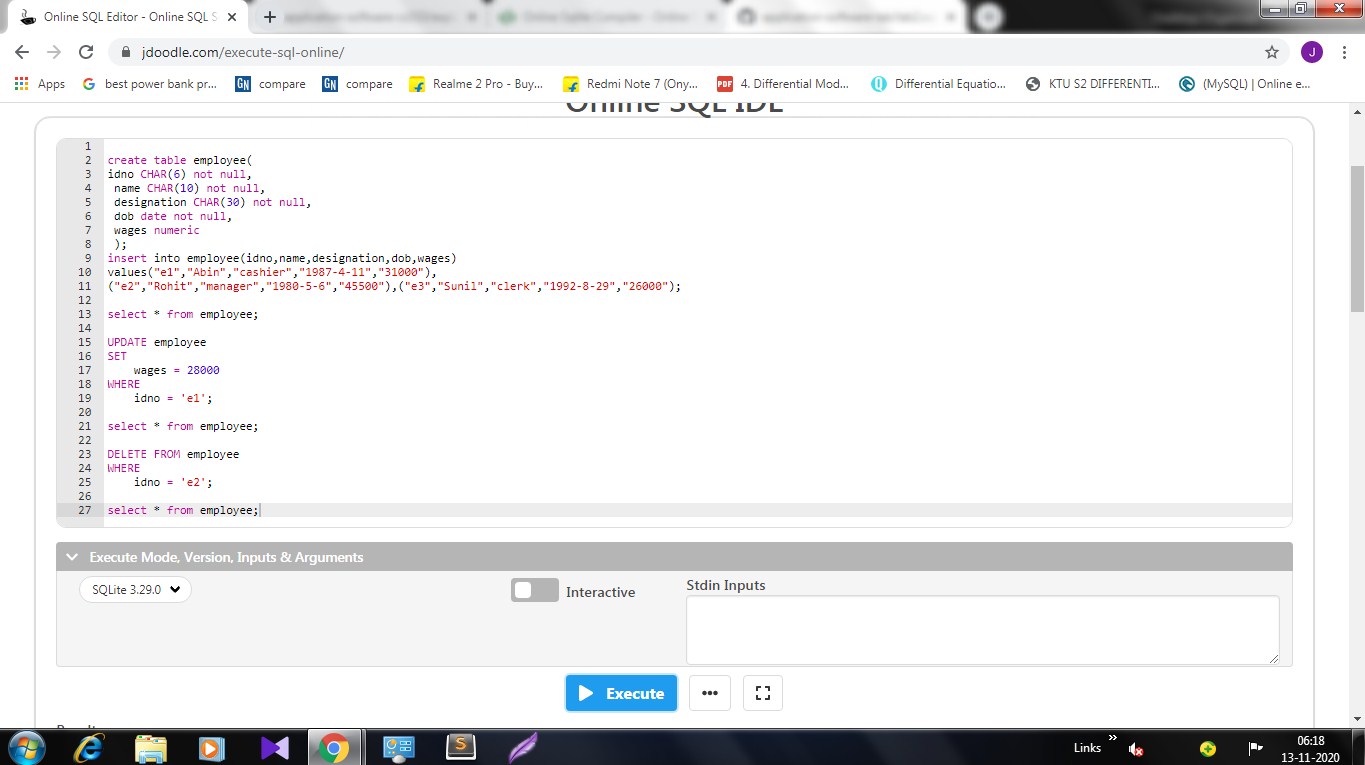 Online SQL Editor - Online SQL S
jdoodle.com/execute-sql-online/
J
Apps
best power bank pr...
GN compare
GN compare
Realme 2 Pro - Buy...
Redmi Note 7 (Ony...
PDF 4. Differential Mod...
Differential Equatio...
KTU S2 DIFFERENTI...
(MySQL) | Online e...
Online SQL IDE
1
2 create table employee(
3 idno CHAR(6) not null,
4 name CHAR(10) not null,
5 designation CHAR(30) not null,
6 dob date not null,
7 wages numeric
8 );
9 insert into employee(idno,name,designation,dob,wages)
10 values("e1","Abin","cashier","1987-4-11","31000"),
11 ("e2","Rohit","manager","1980-5-6","45500"),("e3","Sunil","clerk","1992-8-29","26000");
12
13 select * from employee;
14
15 UPDATE employee
16 SET
17 wages = 28000
18 WHERE
19 idno = 'e1';
20
21 select * from employee;
22
23 DELETE FROM employee
24 WHERE
25 idno = 'e2';
26
27 select * from employee;
Execute Mode, Version, Inputs & Arguments
SQLite 3.29.0
Interactive
Stdin Inputs
Execute
Links
06:18
13-11-2020